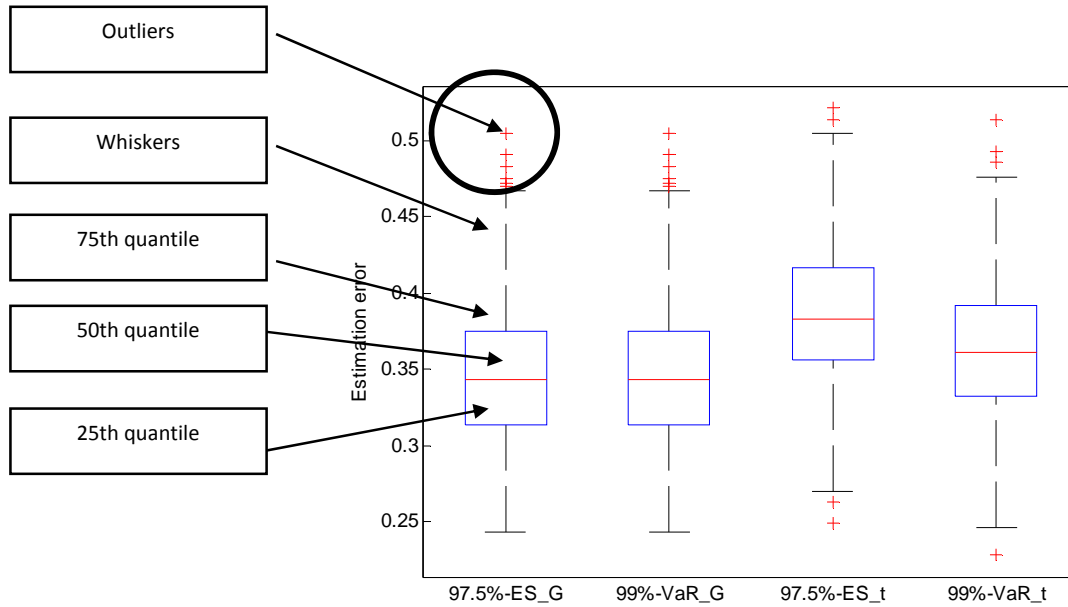 Outliers
Whiskers
75th quantile
50th quantile
25th quantile
Estimation error
0.5
0.45
0.4
0.35
0.3
0.25
97.5%-ES_G
99%-VaR_G
97.5%-ES_t
99%-VaR_t